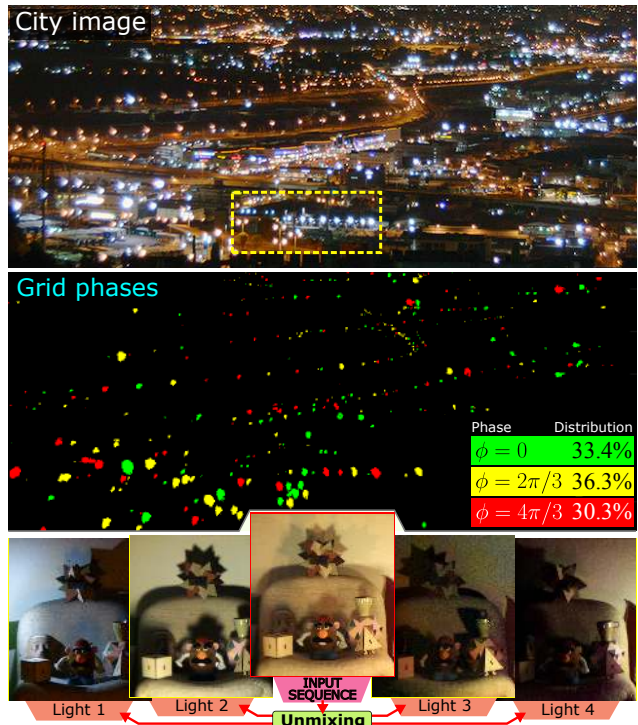 City image
Grid phases
Phase Distribution
ϕ = 0 33.4%
ϕ = 2π/3 36.3%
ϕ = 4π/3 30.3%
INPUT
SEQUENCE
Light 1 Light 2 Light 3 Light 4
Unmixing